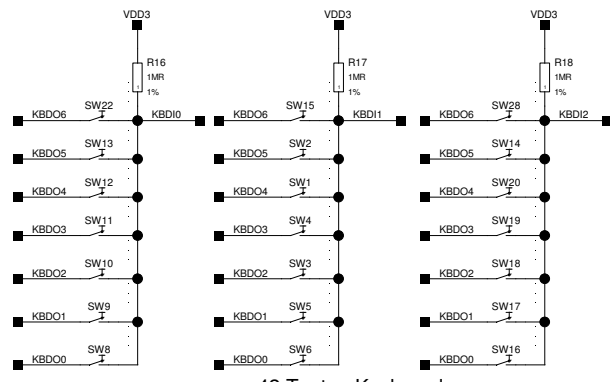 VDD3 VDD3 VDD3
R16 R17 R18
1MR 1MR 1MR
1% 1% 1%
KBDO6 SW22 KBDI0 KBDO6 SW15 KBDI1 KBDO6 SW28 KBDI2
KBDO5 SW13 KBDO5 SW2 KBDO5 SW14
KBDO4 SW12 KBDO4 SW1 KBDO4 SW20
KBDO3 SW11 KBDO3 SW4 KBDO3 SW19
KBDO2 SW10 KBDO2 SW3 KBDO2 SW18
KBDO1 SW9 KBDO1 SW5 KBDO1 SW17
KBDO0 SW8 KBDO0 SW6 KBDO0 SW16